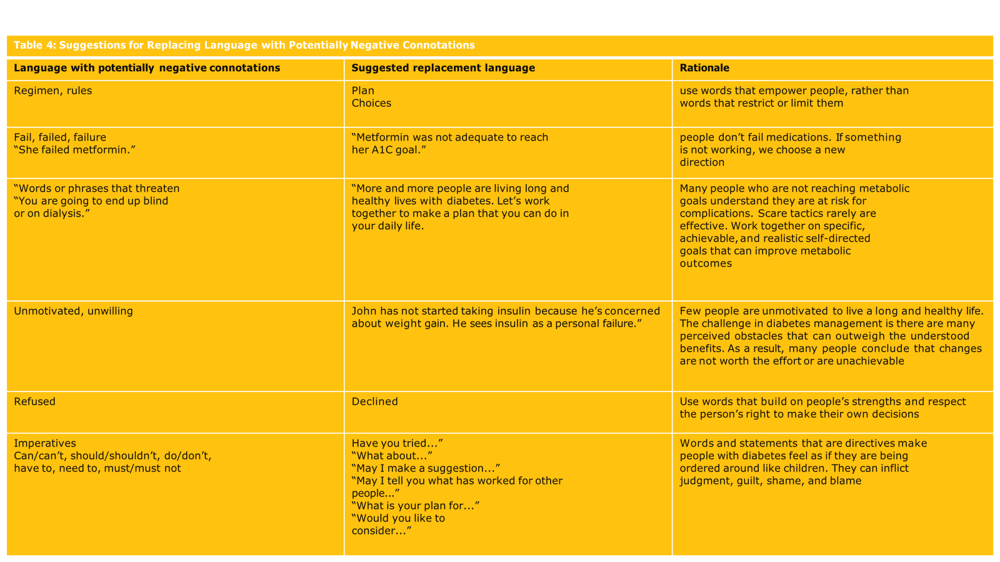 Table 4: Suggestions for Replacing Language with Potentially Negative Connotations
Language with potentially negative connotations
Suggested replacement language
Rationale
Regimen, rules
Plan
Choices
use words that empower people, rather than
words that restrict or limit them
Fail, failed, failure
“She failed metformin.”
“Metformin was not adequate to reach
her A1C goal.”
people don’t fail medications. If something
is not working, we choose a new
direction
“Words or phrases that threaten
“You are going to end up blind
or on dialysis.”
“More and more people are living long and
healthy lives with diabetes. Let’s work
together to make a plan that you can do in
your daily life.
Many people who are not reaching metabolic
goals understand they are at risk for
complications. Scare tactics rarely are
effective. Work together on specific,
achievable, and realistic self-directed
goals that can improve metabolic
outcomes
Unmotivated, unwilling
John has not started taking insulin because he’s concerned
about weight gain. He sees insulin as a personal failure.”
Few people are unmotivated to live a long and healthy life.
The challenge in diabetes management is there are many
perceived obstacles that can outweigh the understood
benefits. As a result, many people conclude that changes
are not worth the effort or are unachievable
Refused
Declined
Use words that build on people’s strengths and respect
the person’s right to make their own decisions
Imperatives
Can/can’t, should/shouldn’t, do/don’t,
have to, need to, must/must not
Have you tried...”
“What about...”
“May I make a suggestion...”
“May I tell you what has worked for other
people...”
“What is your plan for...”
“Would you like to
consider...”
Words and statements that are directives make
people with diabetes feel as if they are being
ordered around like children. They can inflict
judgment, guilt, shame, and blame